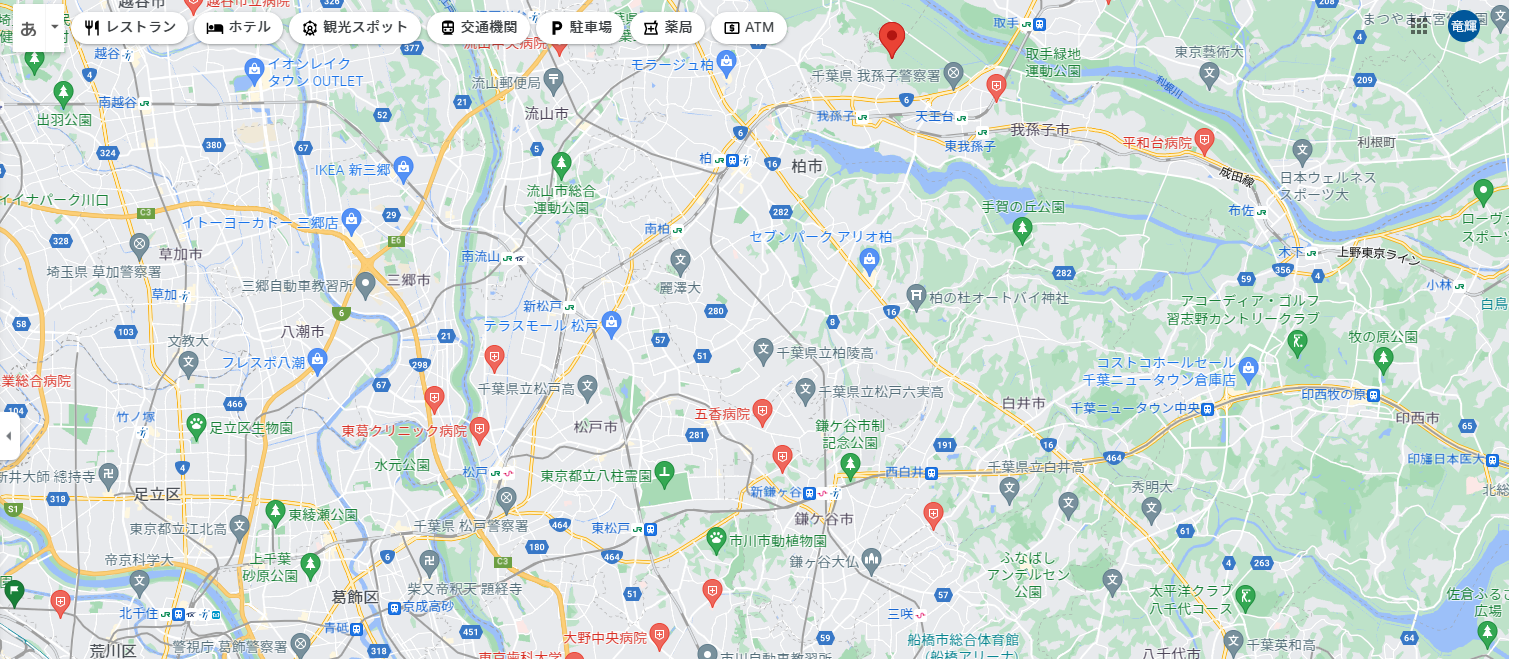 越谷市
越谷市立病院
あ
レストラン
ホテル
観光スポット
交通機関
駐車場
薬局
ATM
竜輝
取手
東京藝術大
取手緑地
運動公園
利根川
越谷
イオンレイク
タウン OUTLET
南越谷
出羽公園
流山中央病院
流山郵便局
流山市
モラージュ柏
千葉県 我孫子警察署
我孫子
天王台
東我孫子
我孫子市
平和台病院
成田線
利根町
日本ウェルネス
スポーツ大
布佐
木下
上野東京ライン
小林
白鳥
柏
柏市
IKEA 新三郷
流山市総合
運動公園
手賀の丘公園
イイナパーク川口
イトーヨーカドー 三郷店
草加市
埼玉県 草加警察署
草加
三郷自動車教習所
三郷市
南流山
南柏
セブンパーク アリオ柏
麗澤大
柏の杜オートバイ神社
アコーディア・ゴルフ
習志野カントリークラブ
牧の原公園
新松戸
テラスモール 松戸
八潮市
文教大
フレスポ八潮
千葉県立柏陵高
千葉県立松戸高
千葉県立松戸六実高
コストコホールセール
千葉ニュータウン倉庫店
千葉ニュータウン中央
印西牧の原
印西市
印旛日本医大
白井市
業総合病院
竹ノ塚
足立区生物園
東葛クリニック病院
五香病院
松戸市
鎌ケ谷市制
記念公園
水元公園
松戸
東京都立八柱霊園
新鎌ヶ谷
西白井
千葉県立白井高
秀明大
新井大師 總持寺
足立区
東綾瀬公園
東京都立江北高
千葉県 松戸警察署
東松戸
鎌ケ谷市
市川市動植物園
鎌ヶ谷大仏
帝京科学大
上千葉
砂原公園
柴又帝釈天 題経寺
ふなばし
アンデルセン
公園
太平洋クラブ
八千代コース
佐倉ふるさ
広場
北千住
葛飾区
京成高砂
青砥
三咲
大野中央病院
船橋市総合体育館
(船橋アリーナ)
荒川区
警視庁 葛飾警察署
東京歯科大学
市川自動車教習所
八千代市
千葉英和高
377
326
208
4
209
4
21
52
6
6
324
380
67
5
16
282
C3
29
E6
328
282
59
356
4
58
103
6
21
280
8
16
57
51
298
67
104
466
281
191
16
464
65
4
318
S1
464
180
464
C3
61
6
4
263
51
57
451
318
59
64